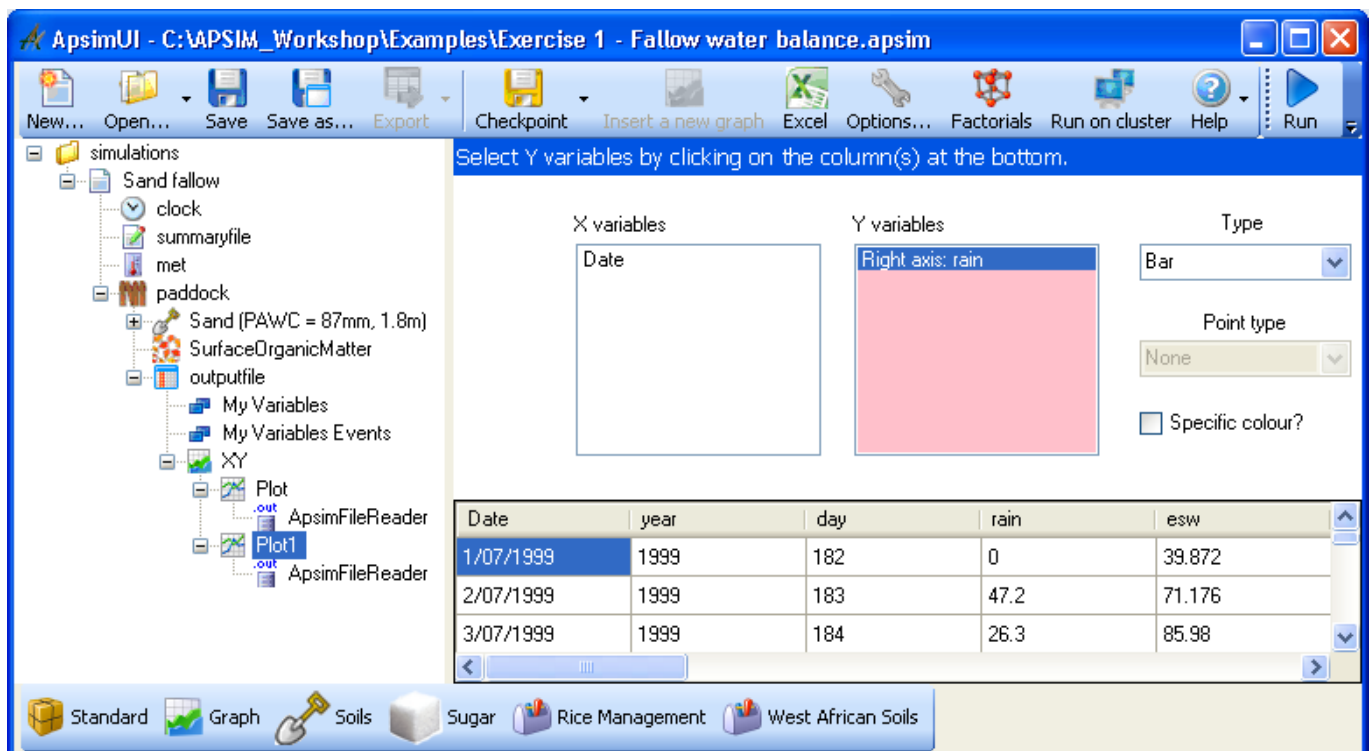 ApsimUI - C:\APSIM_Workshop\Examples\Exercise 1 - Fallow water balance.apsim
New... Open... Save Save as... Export Checkpoint Insert a new graph Excel Options... Factorials Run on cluster Help Run
simulations
Sand fallow
clock
summaryfile
met
paddock
Sand (PAWC = 87mm, 1.8m)
SurfaceOrganicMatter
outputfile
My Variables
My Variables Events
XY
Plot
.out ApsimFileReader
Plot1
.out ApsimFileReader
Select Y variables by clicking on the column(s) at the bottom.
X variables Y variables Type
Date Right axis: rain Bar
Point type
None
Specific colour?
Date year day rain esw
1/07/1999 1999 182 0 39.872
2/07/1999 1999 183 47.2 71.176
3/07/1999 1999 184 26.3 85.98
Standard Graph Soils Sugar Rice Management West African Soils